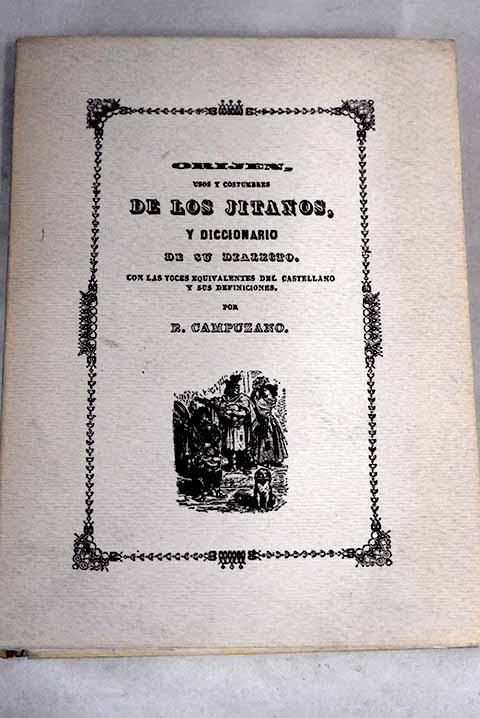 ORIJEN,
USOS Y COSTUMBRES
DE LOS JITANOS,
Y DICCIONARIO
DE SU DIALECTO.
CON LAS VOCES EQUIVALENTES DEL CASTELLANO
Y SUS DEFINICIONES.
POR
R. CAMPUZANO.